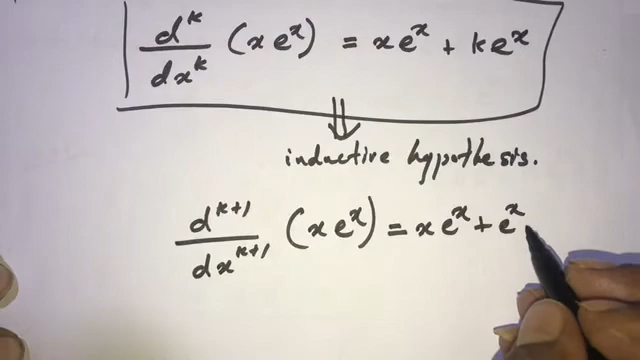 d^k/dx^k (xe^x) = xe^x + ke^x
inductive hypothesis.
d^{k+1}/dx^{k+1} (xe^x) = xe^x + e^x